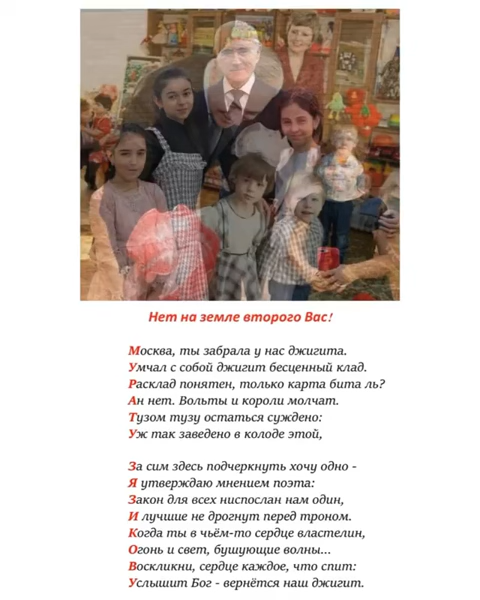 Нет на земле второго Вас!
Москва, ты забрала у нас джигита.
Умчал с собой джигит бесценный клад.
Расклад понятен, только карта бита ль?
Ан нет. Вольты и короли молчат.
Тузом тузу остаться суждено:
Уж так заведено в колоде этой,
За сим здесь подчеркнуть хочу одно -
Я утверждаю мнением поэта:
Закон для всех ниспослан нам один,
И лучшие не дрогнут перед троном.
Когда ты в чьём-то сердце властелин,
Огонь и свет, бушующие волны...
Воскликни, сердце каждое, что спит:
Услышит Бог - вернётся наш джигит.